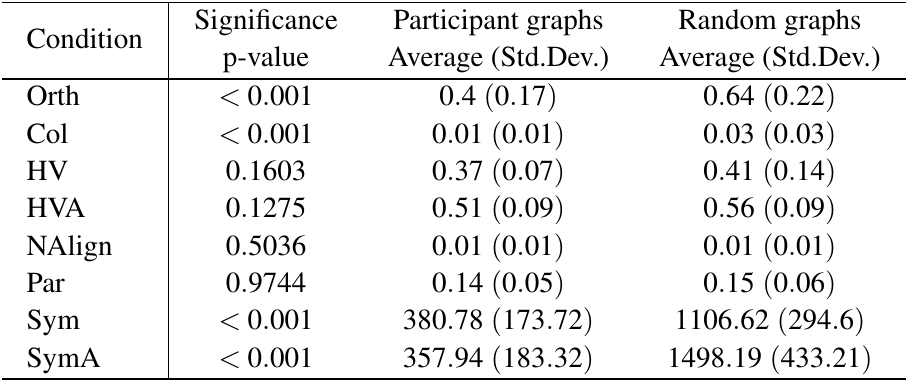 Condition Significance p-value Participant graphs Average (Std.Dev.) Random graphs Average (Std.Dev.)
Orth < 0.001 0.4 (0.17) 0.64 (0.22)
Col < 0.001 0.01 (0.01) 0.03 (0.03)
HV 0.1603 0.37 (0.07) 0.41 (0.14)
HVA 0.1275 0.51 (0.09) 0.56 (0.09)
NAlign 0.5036 0.01 (0.01) 0.01 (0.01)
Par 0.9744 0.14 (0.05) 0.15 (0.06)
Sym < 0.001 380.78 (173.72) 1106.62 (294.6)
SymA < 0.001 357.94 (183.32) 1498.19 (433.21)